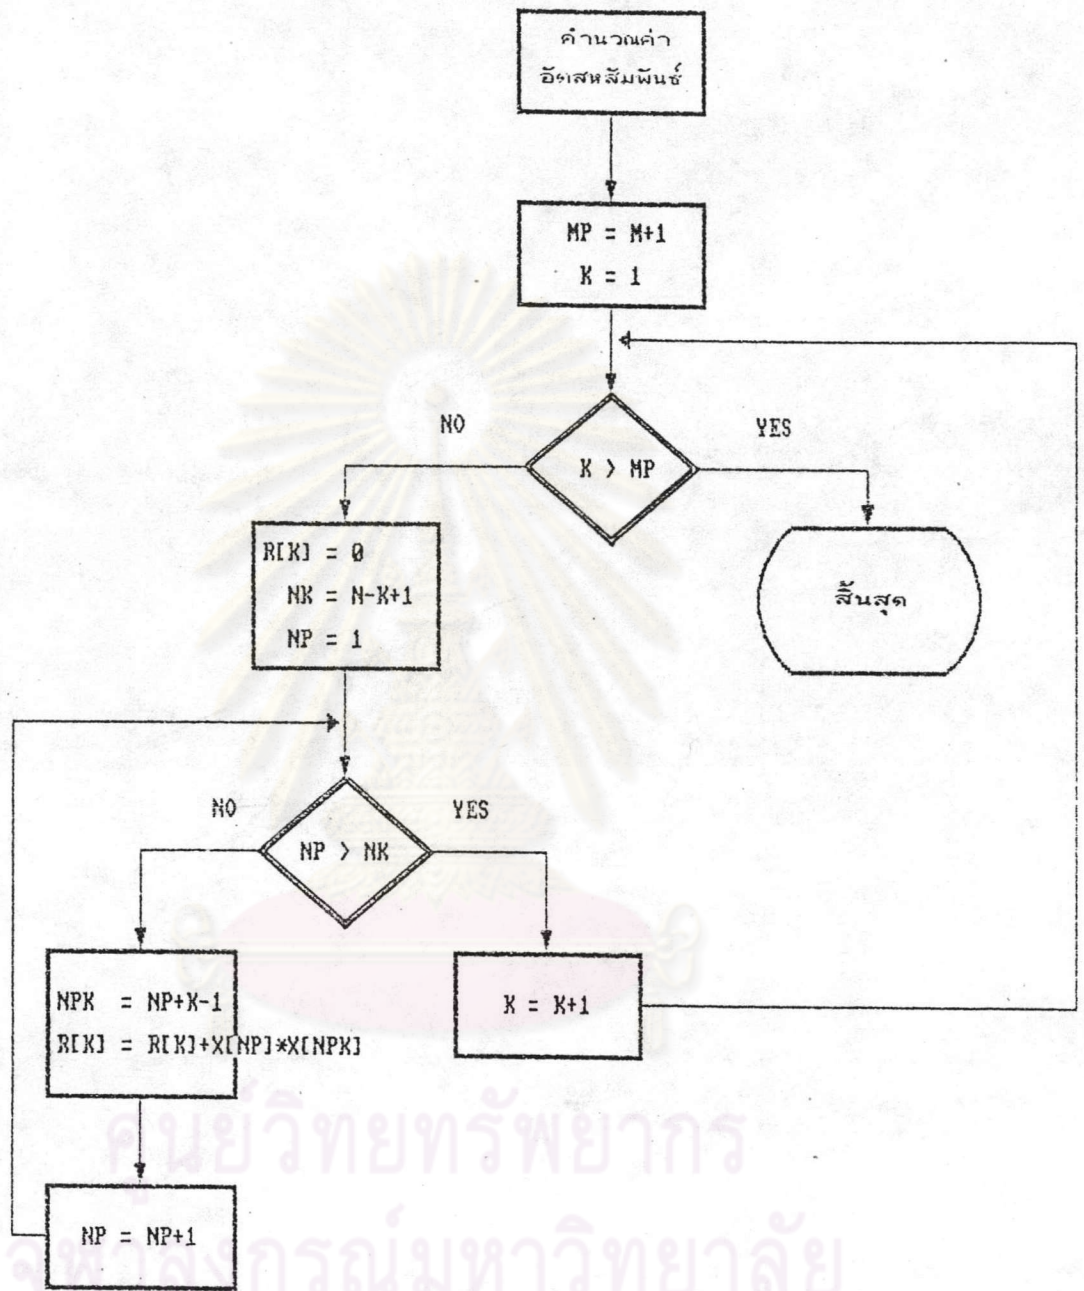 คำนวณค่า
อัตสหสัมพันธ์
MP = M+1
K = 1
NO
YES
K > MP
R[K] = 0
NK = N-K+1
NP = 1
สิ้นสุด
NO
YES
NP > NK
NPK = NP+K-1
R[K] = R[K]+X[NP]*X[NPK]
K = K+1
NP = NP+1
ศูนย์วิทยทรัพยากร
จุฬาลงกรณ์มหาวิทยาลัย